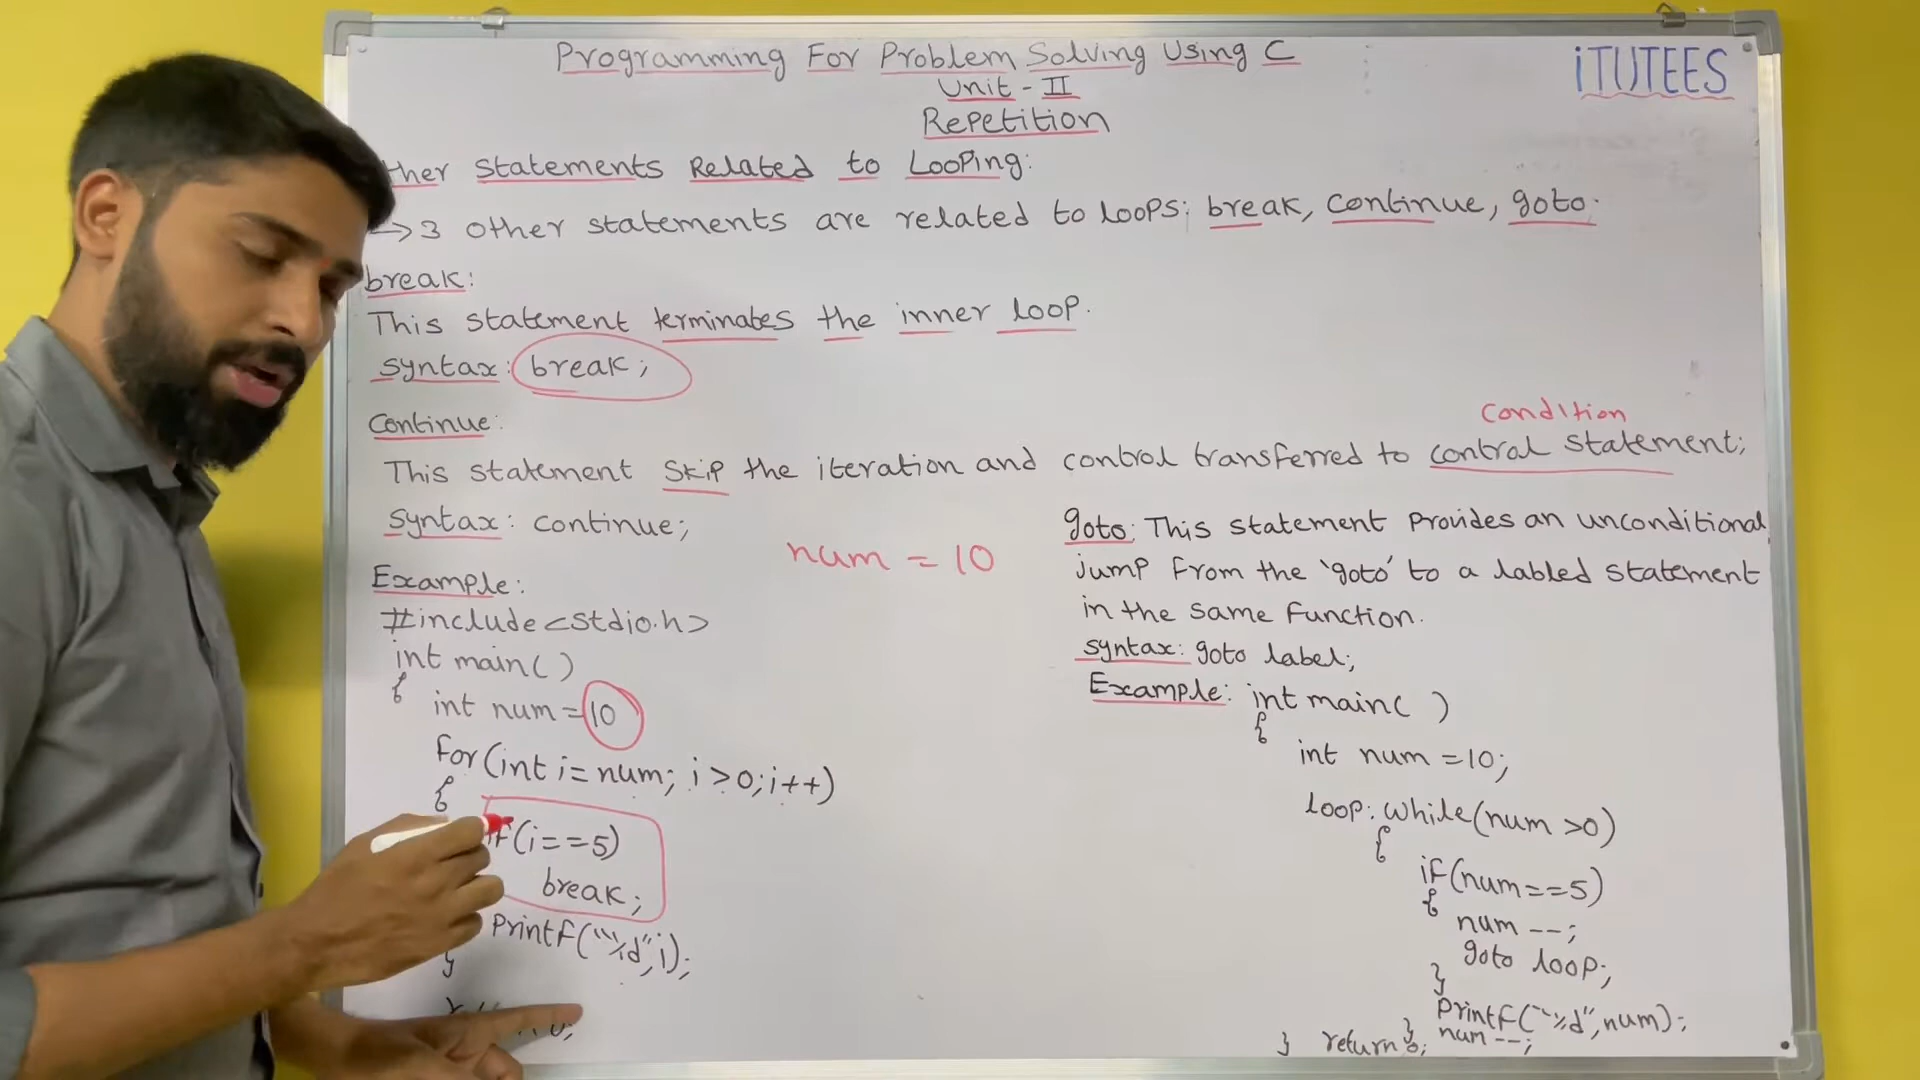 Programming For Problem Solving Using C
iTUTEES
Unit - II
Repetition
ther statements Related to Looping:
→ 3 other statements are related to loops; break, continue, goto.
break:
This statement terminates the inner loop.
syntax: break;
Continue:
condition
This statement skip the iteration and control transferred to control statement;
syntax: continue;
num = 10
Example:
#include<stdio.h>
int main( )
{
int num=10
for(int i=num; i>0;i++)
{
if(i==5)
break;
printf("%d",i);
}
0;
goto: This statement provides an unconditional
jump from the 'goto' to a labled statement
in the same function.
syntax: goto label;
Example: int main( )
{
int num =10;
loop: while(num >0)
{
if(num==5)
{
num --;
goto loop;
}
printf("%d",num);
num --;
}
return 0;
}